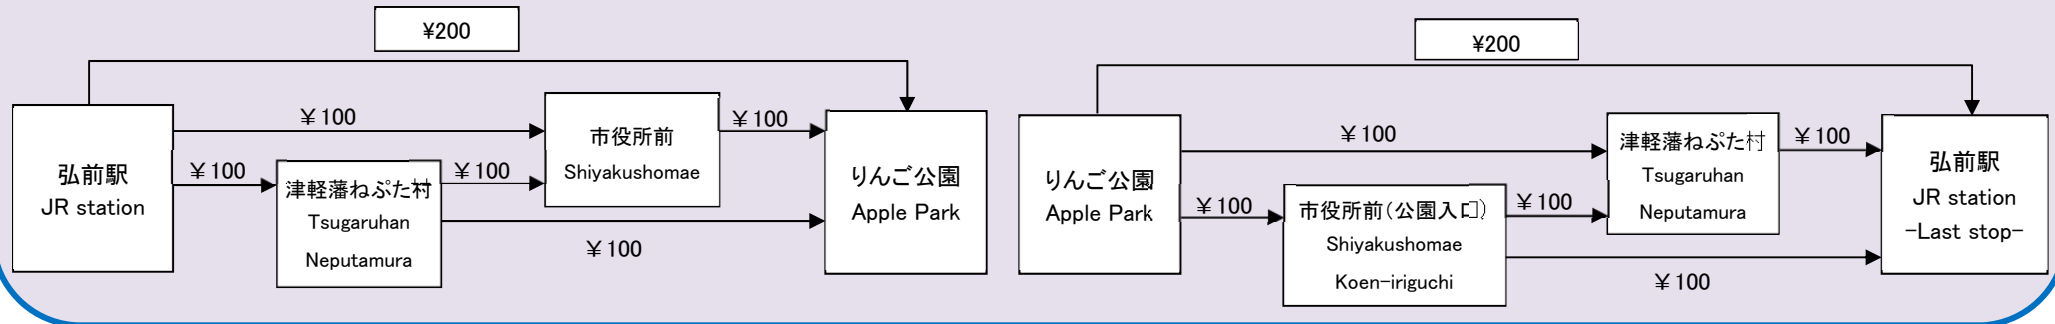 ¥200
弘前駅
JR station
¥100
¥100
津軽藩ねぷた村
Tsugaruhan
Neputamura
¥100
市役所前
Shiyakushomae
¥100
¥100
りんご公園
Apple Park
¥200
りんご公園
Apple Park
¥100
¥100
市役所前(公園入口)
Shiyakushomae
Koen-iriguchi
¥100
津軽藩ねぷた村
Tsugaruhan
Neputamura
¥100
¥100
弘前駅
JR station
-Last stop-